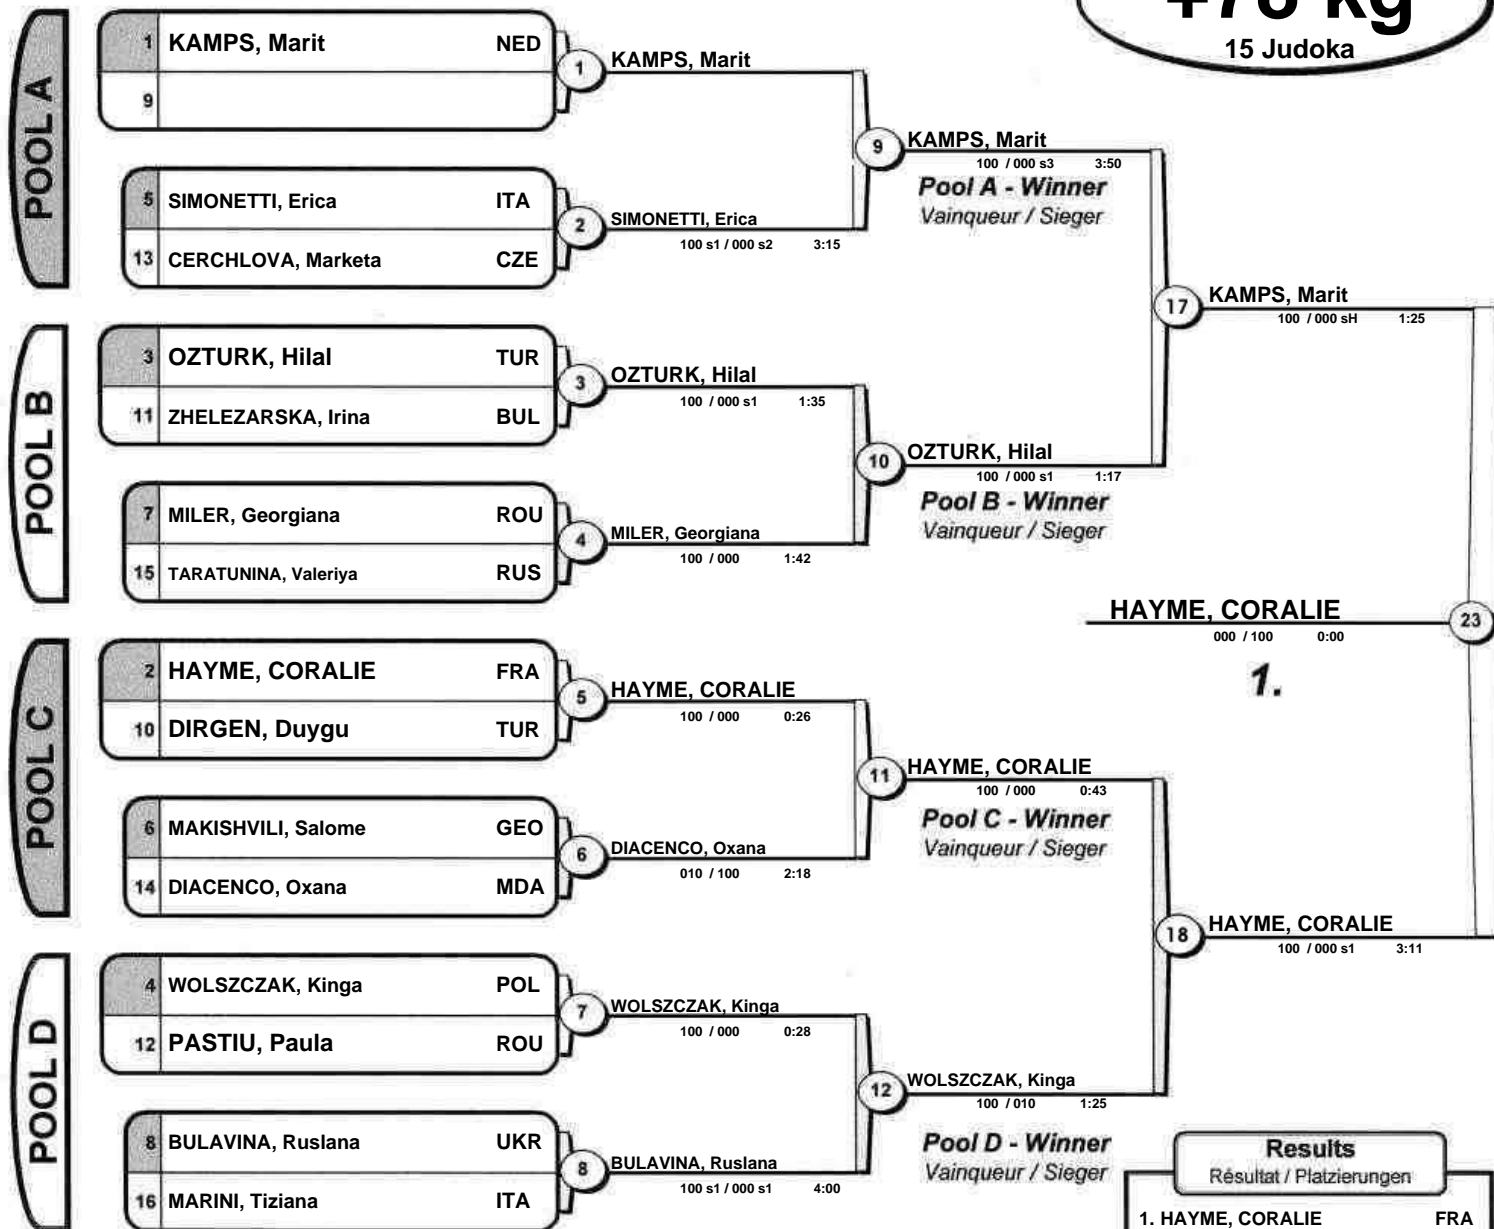 +78 kg
15 Judoka
POOL A
1 KAMPS, Marit NED
9
1 KAMPS, Marit
5 SIMONETTI, Erica ITA
13 CERCHLOVA, Marketa CZE
2 SIMONETTI, Erica
100 s1 / 000 s2 3:15
9 KAMPS, Marit
100 / 000 s3 3:50
Pool A - Winner
Vainqueur / Sieger
POOL B
3 OZTURK, Hilal TUR
11 ZHELEZARSKA, Irina BUL
3 OZTURK, Hilal
100 / 000 s1 1:35
7 MILER, Georgiana ROU
15 TARATUNINA, Valeriya RUS
4 MILER, Georgiana
100 / 000 1:42
10 OZTURK, Hilal
100 / 000 s1 1:17
Pool B - Winner
Vainqueur / Sieger
17 KAMPS, Marit
100 / 000 sH 1:25
HAYME, CORALIE 23
000 / 100 0:00
1.
POOL C
2 HAYME, CORALIE FRA
10 DIRGEN, Duygu TUR
5 HAYME, CORALIE
100 / 000 0:26
6 MAKISHVILI, Salome GEO
14 DIACENCO, Oxana MDA
6 DIACENCO, Oxana
010 / 100 2:18
11 HAYME, CORALIE
100 / 000 0:43
Pool C - Winner
Vainqueur / Sieger
18 HAYME, CORALIE
100 / 000 s1 3:11
POOL D
4 WOLSZCZAK, Kinga POL
12 PASTIU, Paula ROU
7 WOLSZCZAK, Kinga
100 / 000 0:28
8 BULAVINA, Ruslana UKR
16 MARINI, Tiziana ITA
8 BULAVINA, Ruslana
100 s1 / 000 s1 4:00
12 WOLSZCZAK, Kinga
100 / 010 1:25
Pool D - Winner
Vainqueur / Sieger
Results
Résultat / Platzierungen
1. HAYME, CORALIE FRA